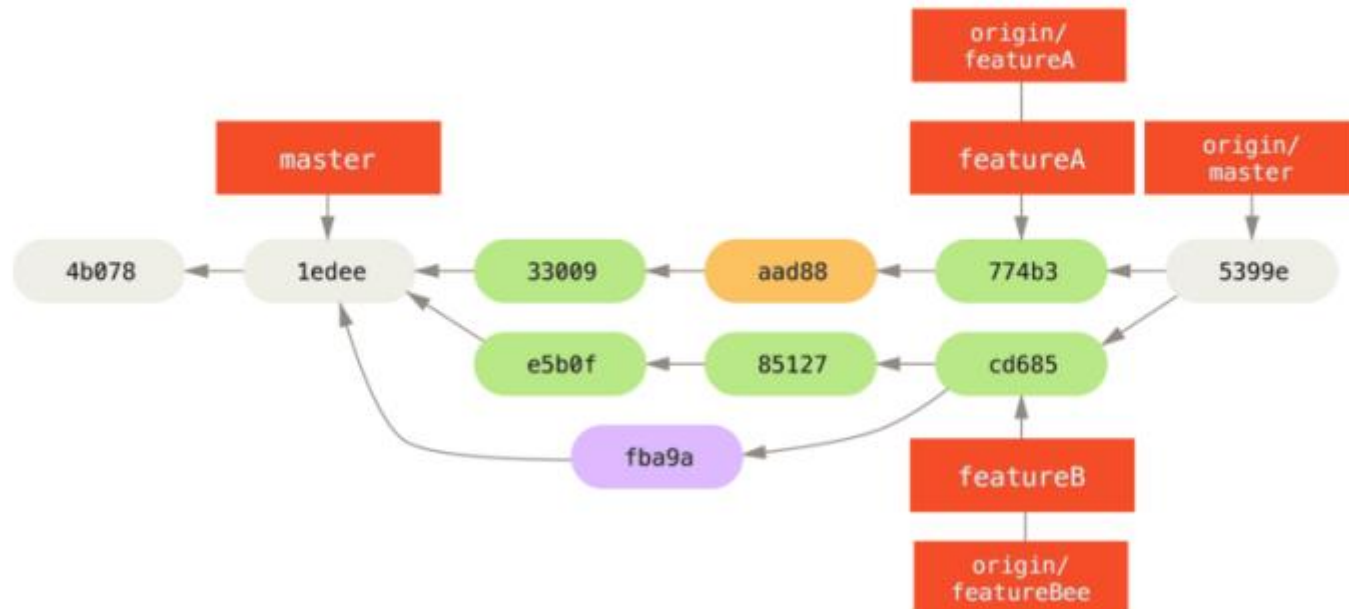 origin/
featureA
master
featureA
origin/
master
4b078
1edee
33009
aad88
774b3
5399e
e5b0f
85127
cd685
fba9a
featureB
origin/
featureBee